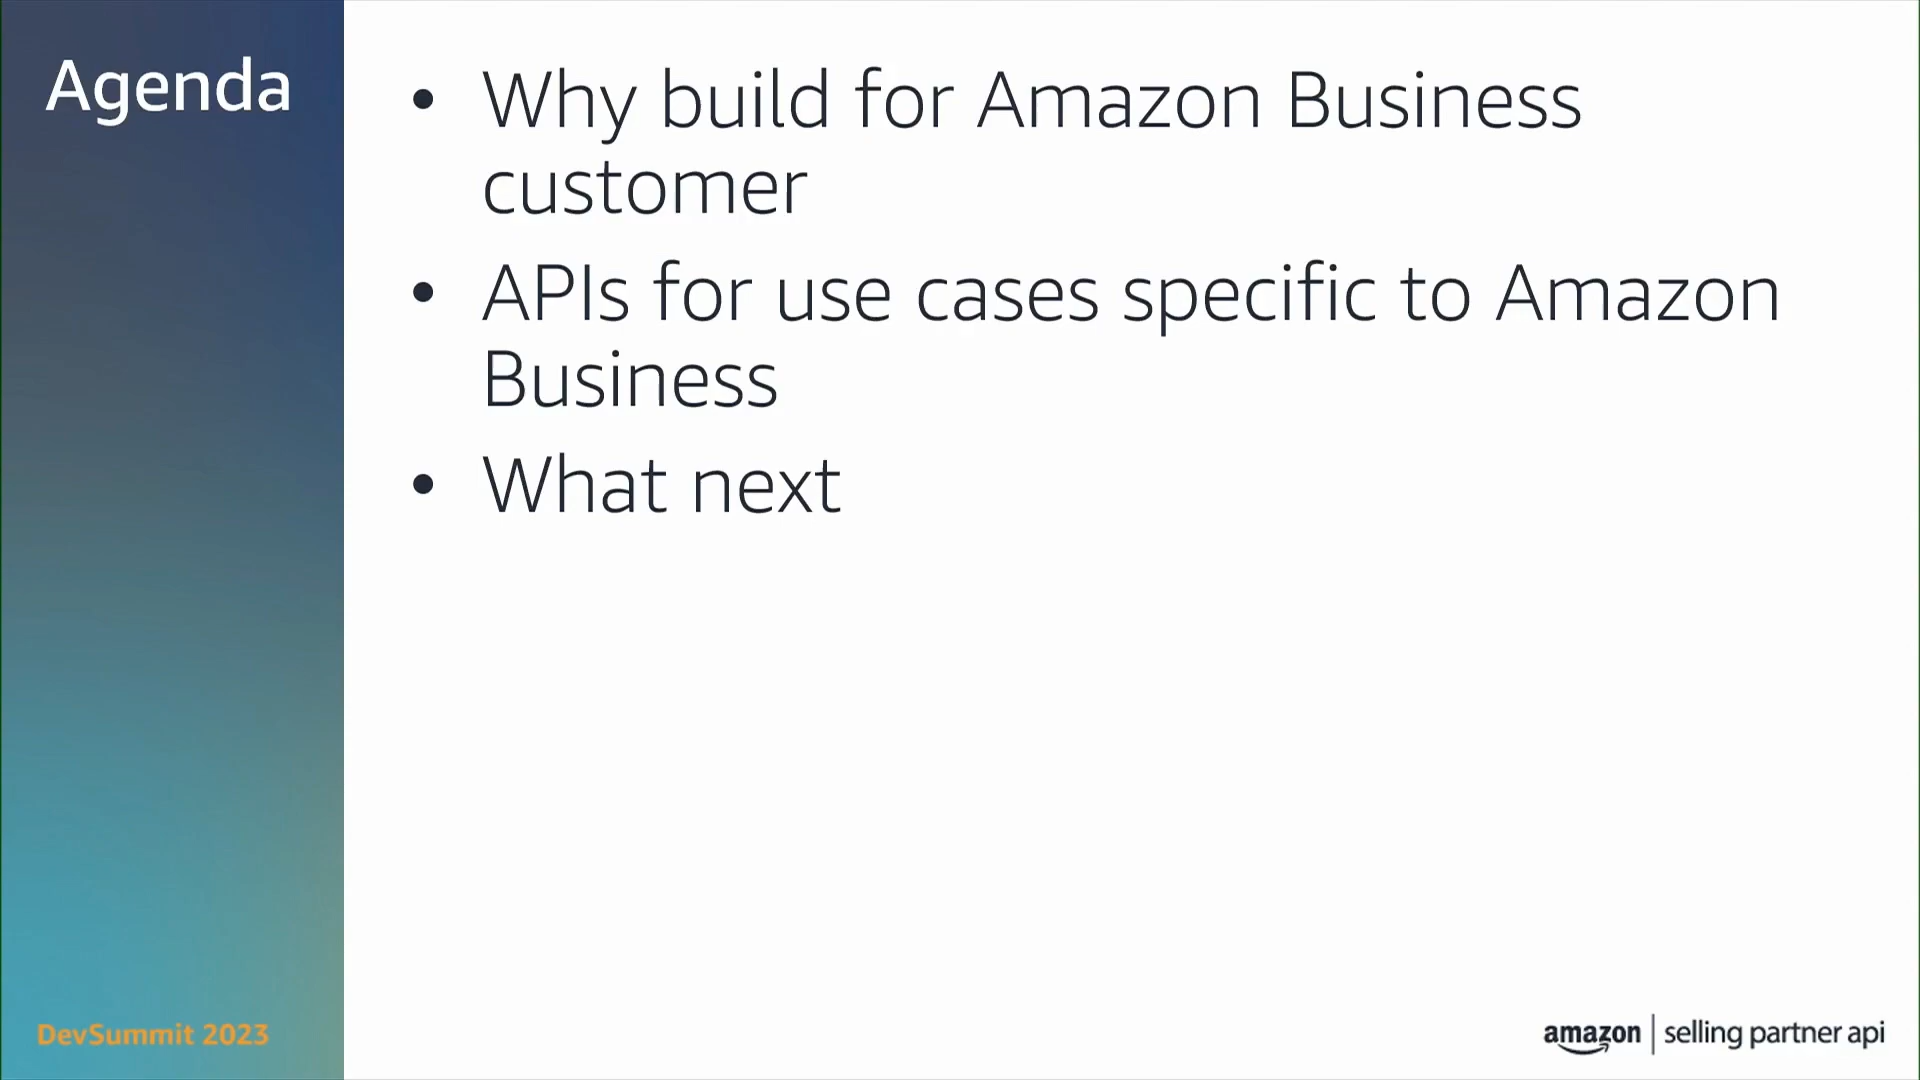 Agenda
• Why build for Amazon Business
customer
• APIs for use cases specific to Amazon
Business
• What next
DevSummit 2023
amazon | selling partner api